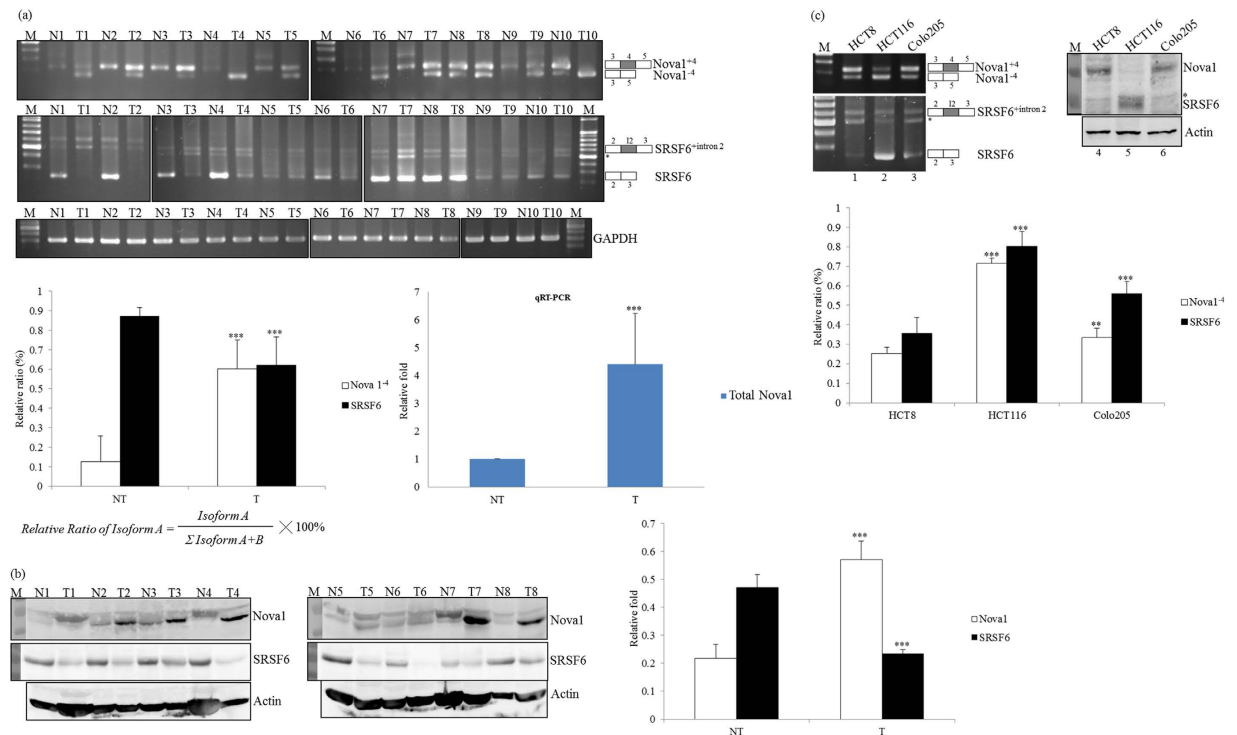 (a)
M N1 T1 N2 T2 N3 T3 N4 T4 N5 T5
M N6 T6 N7 T7 N8 T8 N9 T9 N10 T10
3 4 5
Nova1+4
Nova1-4
3 5
M N1 T1 N2 T2 N3 T3 N4 T4 N5 T5 N6 T6 N7 T7 N8 T8 N9 T9 N10 T10 M
2 I2 3
SRSF6+intron 2
*
SRSF6
2 3
M N1 T1 N2 T2 N3 T3 N4 T4 N5 T5 N6 T6 N7 T7 N8 T8 N9 T9 N10 T10 M
GAPDH
Relative ratio (%)
1
0.9
0.8
0.7
0.6
0.5
0.4
0.3
0.2
0.1
0
*** ***
NT T
Nova 1-4
SRSF6
Relative Ratio of Isoform A = Isoform A / Σ Isoform A+B × 100%
qRT-PCR
Relative fold
7
6
5
4
3
2
1
0
***
NT T
Total Nova1
(b)
M N1 T1 N2 T2 N3 T3 N4 T4
Nova1
SRSF6
Actin
M N5 T5 N6 T6 N7 T7 N8 T8
Nova1
SRSF6
Actin
Relative fold
0.7
0.6
0.5
0.4
0.3
0.2
0.1
0
*** ***
NT T
Nova1
SRSF6
(c)
M HCT8 HCT116 Colo205
3 4 5
Nova1+4
Nova1-4
3 5
2 I2 3
SRSF6+intron 2
*
SRSF6
2 3
1 2 3
M HCT8 HCT116 Colo205
Nova1
*
SRSF6
Actin
4 5 6
Relative ratio (%)
1
0.9
0.8
0.7
0.6
0.5
0.4
0.3
0.2
0.1
0
*** *** ** ***
HCT8 HCT116 Colo205
Nova1-4
SRSF6